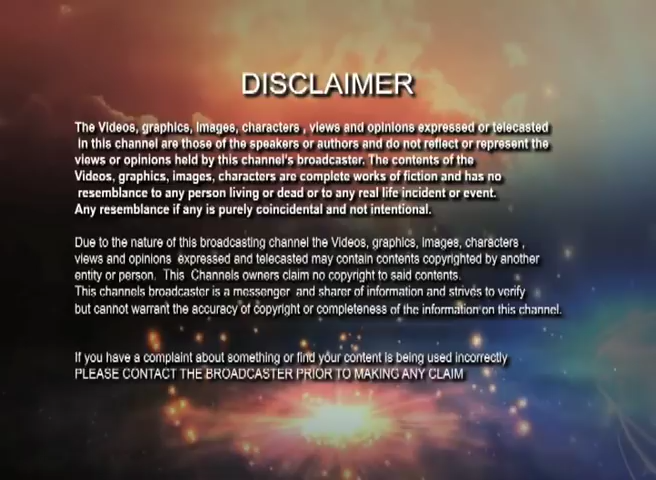 DISCLAIMER
The Videos, graphics, images, characters , views and opinions expressed or telecasted
in this channel are those of the speakers or authors and do not reflect or represent the
views or opinions held by this channel's broadcaster. The contents of the
Videos, graphics, images, characters are complete works of fiction and has no
resemblance to any person living or dead or to any real life incident or event.
Any resemblance if any is purely coincidental and not intentional.
Due to the nature of this broadcasting channel the Videos, graphics, images, characters ,
views and opinions expressed and telecasted may contain contents copyrighted by another
entity or person. This Channels owners claim no copyright to said contents.
This channels broadcaster is a messenger and sharer of information and strives to verify
but cannot warrant the accuracy of copyright or completeness of the information on this channel.
If you have a complaint about something or find your content is being used incorrectly
PLEASE CONTACT THE BROADCASTER PRIOR TO MAKING ANY CLAIM